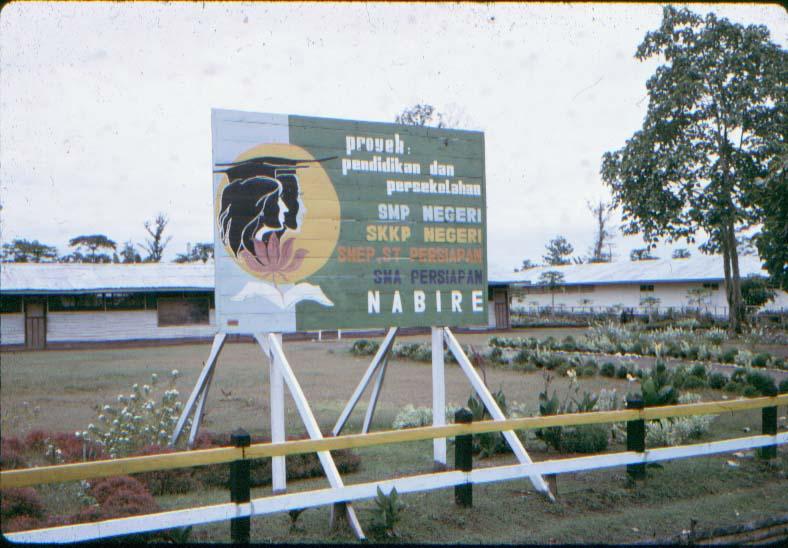 proyek:
pendidikan dan
persekolahan
SMP NEGERI
SKKP NEGERI
SMEP,ST PERSIAPAN
SMA PERSIAPAN
NABIRE